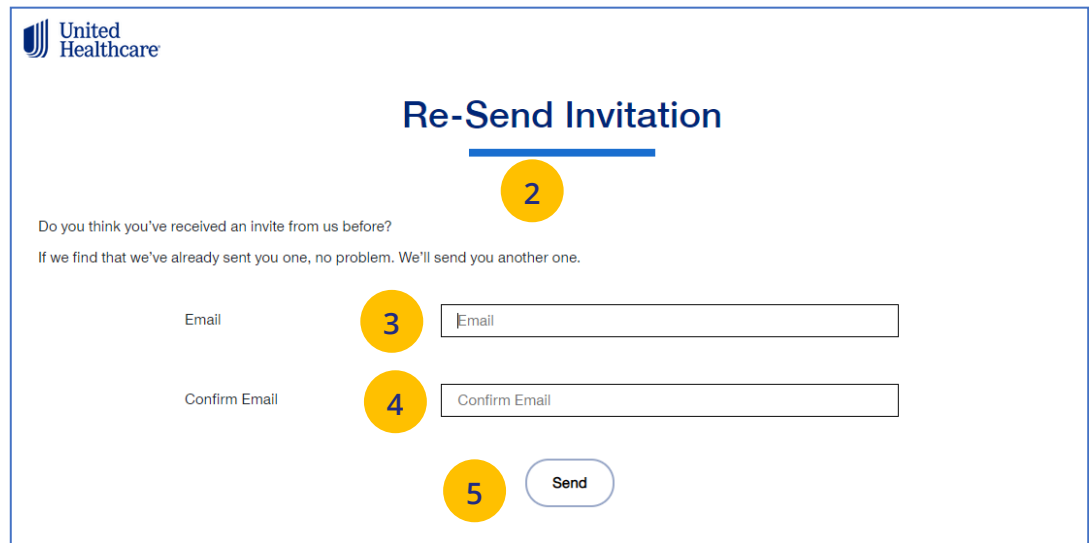 United
Healthcare
Re-Send Invitation
2
Do you think you've received an invite from us before?
If we find that we've already sent you one, no problem. We'll send you another one.
Email 3 Email
Confirm Email 4 Confirm Email
5 Send